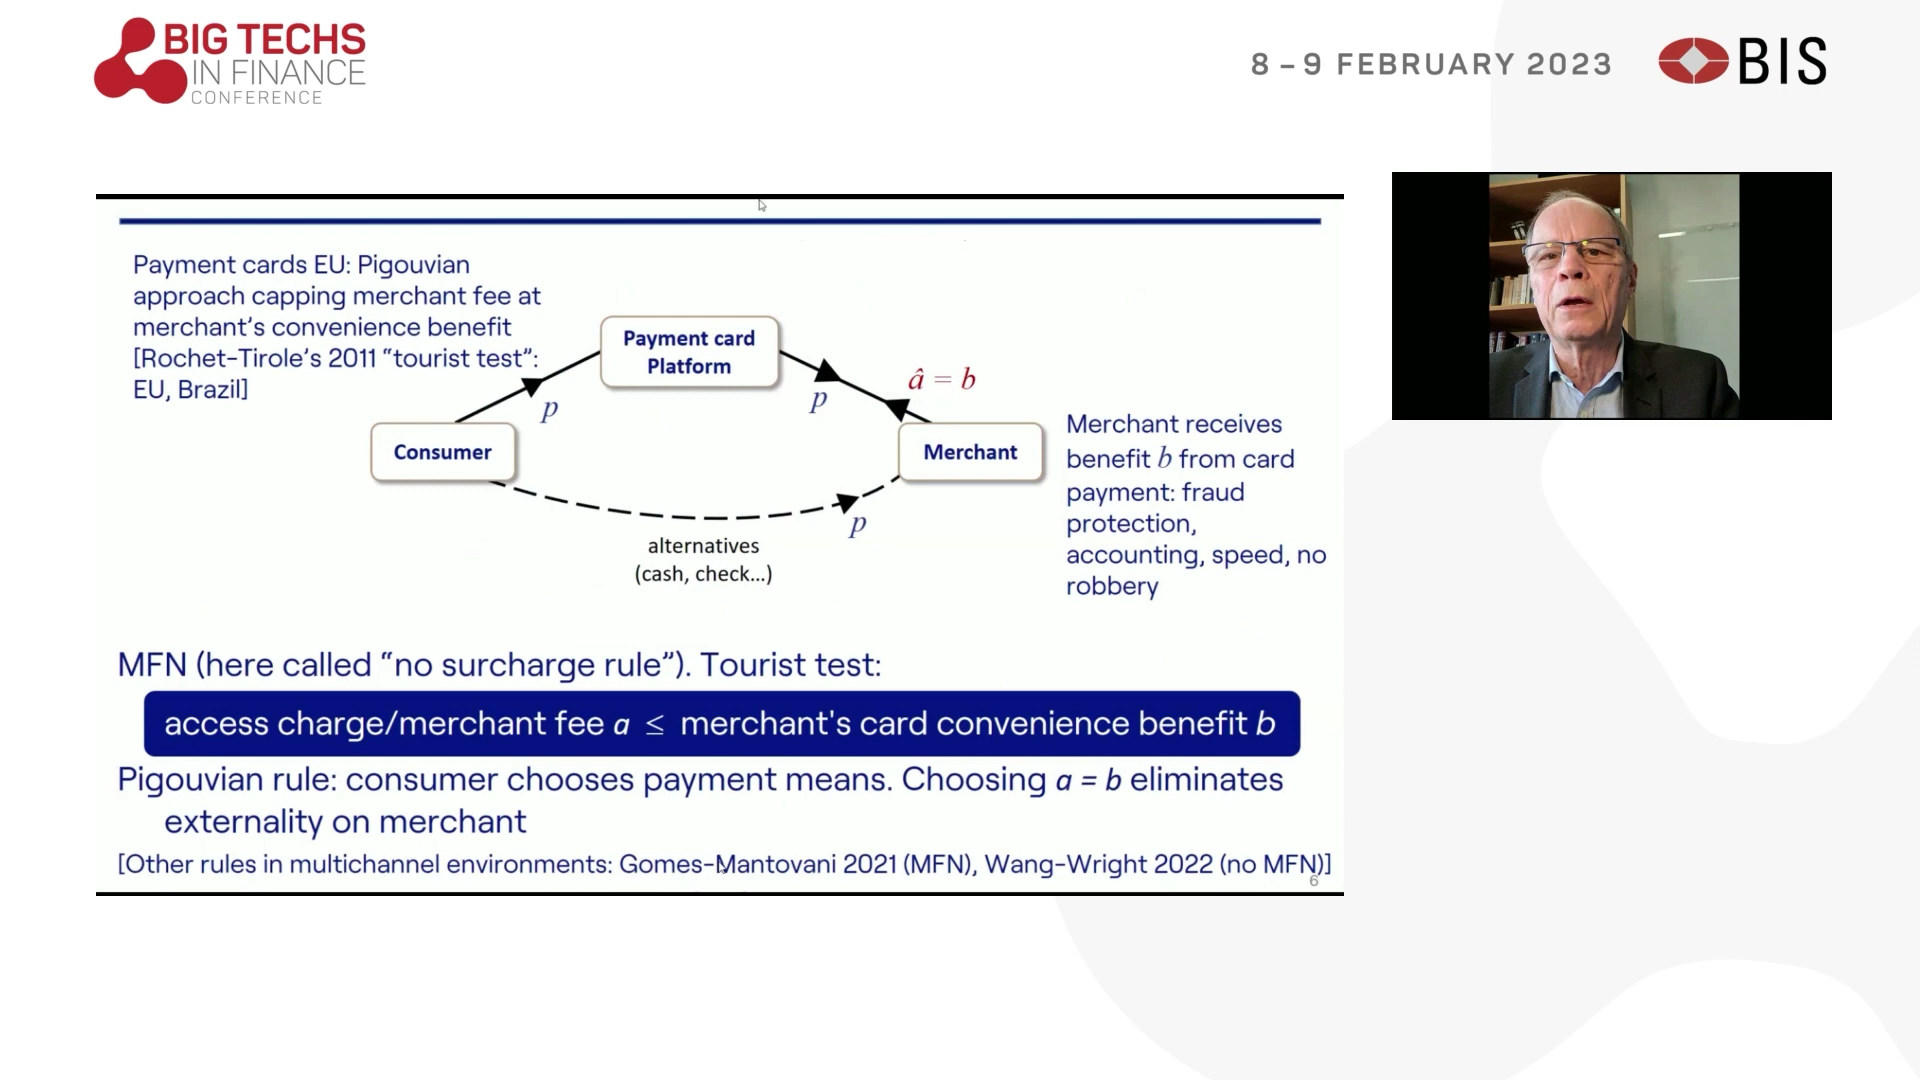 BIG TECHS
IN FINANCE
CONFERENCE
8 – 9 FEBRUARY 2023
BIS
Payment cards EU: Pigouvian
approach capping merchant fee at
merchant's convenience benefit
[Rochet-Tirole's 2011 “tourist test”:
EU, Brazil]
Payment card
Platform
â = b
p
p
Consumer
Merchant
p
alternatives
(cash, check...)
Merchant receives
benefit b from card
payment: fraud
protection,
accounting, speed, no
robbery
MFN (here called “no surcharge rule”). Tourist test:
access charge/merchant fee a ≤ merchant's card convenience benefit b
Pigouvian rule: consumer chooses payment means. Choosing a = b eliminates
externality on merchant
[Other rules in multichannel environments: Gomes-Mantovani 2021 (MFN), Wang-Wright 2022 (no MFN)]
6